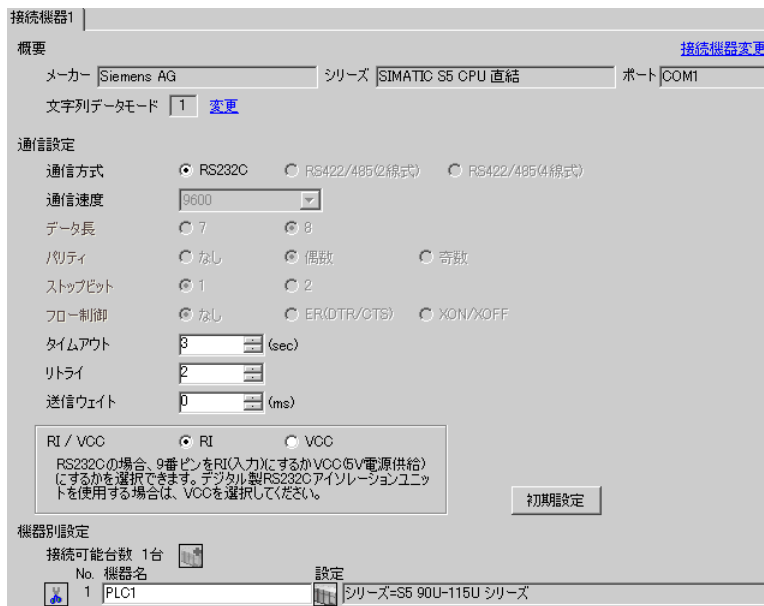 接続機器1
概要 接続機器変更
メーカー Siemens AG シリーズ SIMATIC S5 CPU 直結 ポート COM1
文字列データモード 1 変更
通信設定
通信方式 RS232C RS422/485(2線式) RS422/485(4線式)
通信速度 9600
データ長 7 8
パリティ なし 偶数 奇数
ストップビット 1 2
フロー制御 なし ER(DTR/CTS) XON/XOFF
タイムアウト 3 (sec)
リトライ 2
送信ウェイト 0 (ms)
RI / VCC RI VCC
RS232Cの場合、9番ピンをRI(入力)にするかVCC(5V電源供給)
にするかを選択できます。デジタル製RS232Cアイソレーションユニッ
トを使用する場合は、VCCを選択してください。
初期設定
機器別設定
接続可能台数 1台
No. 機器名 設定
1 PLC1 シリーズ=S5 90U-115U シリーズ